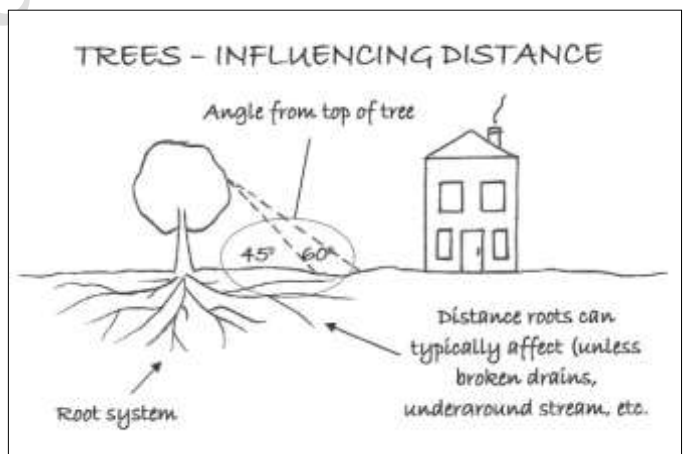 TREES – INFLUENCING DISTANCE
Angle from top of tree
45° 60°
Distance roots can
typically affect (unless
broken drains,
underaround stream, etc.
Root system